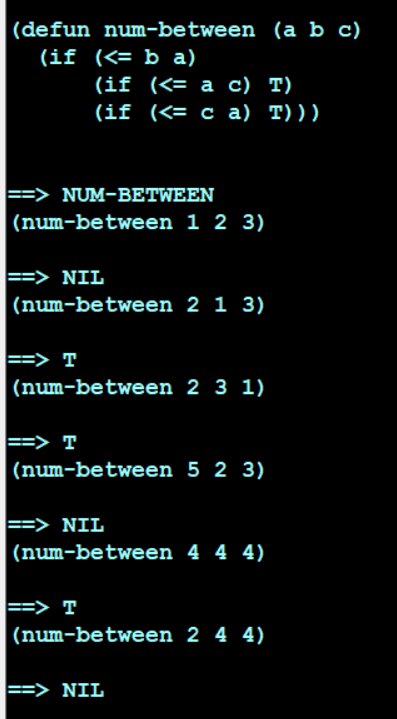 (defun num-between (a b c)
  (if (<= b a)
      (if (<= a c) T)
      (if (<= c a) T)))
==> NUM-BETWEEN
(num-between 1 2 3)
==> NIL
(num-between 2 1 3)
==> T
(num-between 2 3 1)
==> T
(num-between 5 2 3)
==> NIL
(num-between 4 4 4)
==> T
(num-between 2 4 4)
==> NIL